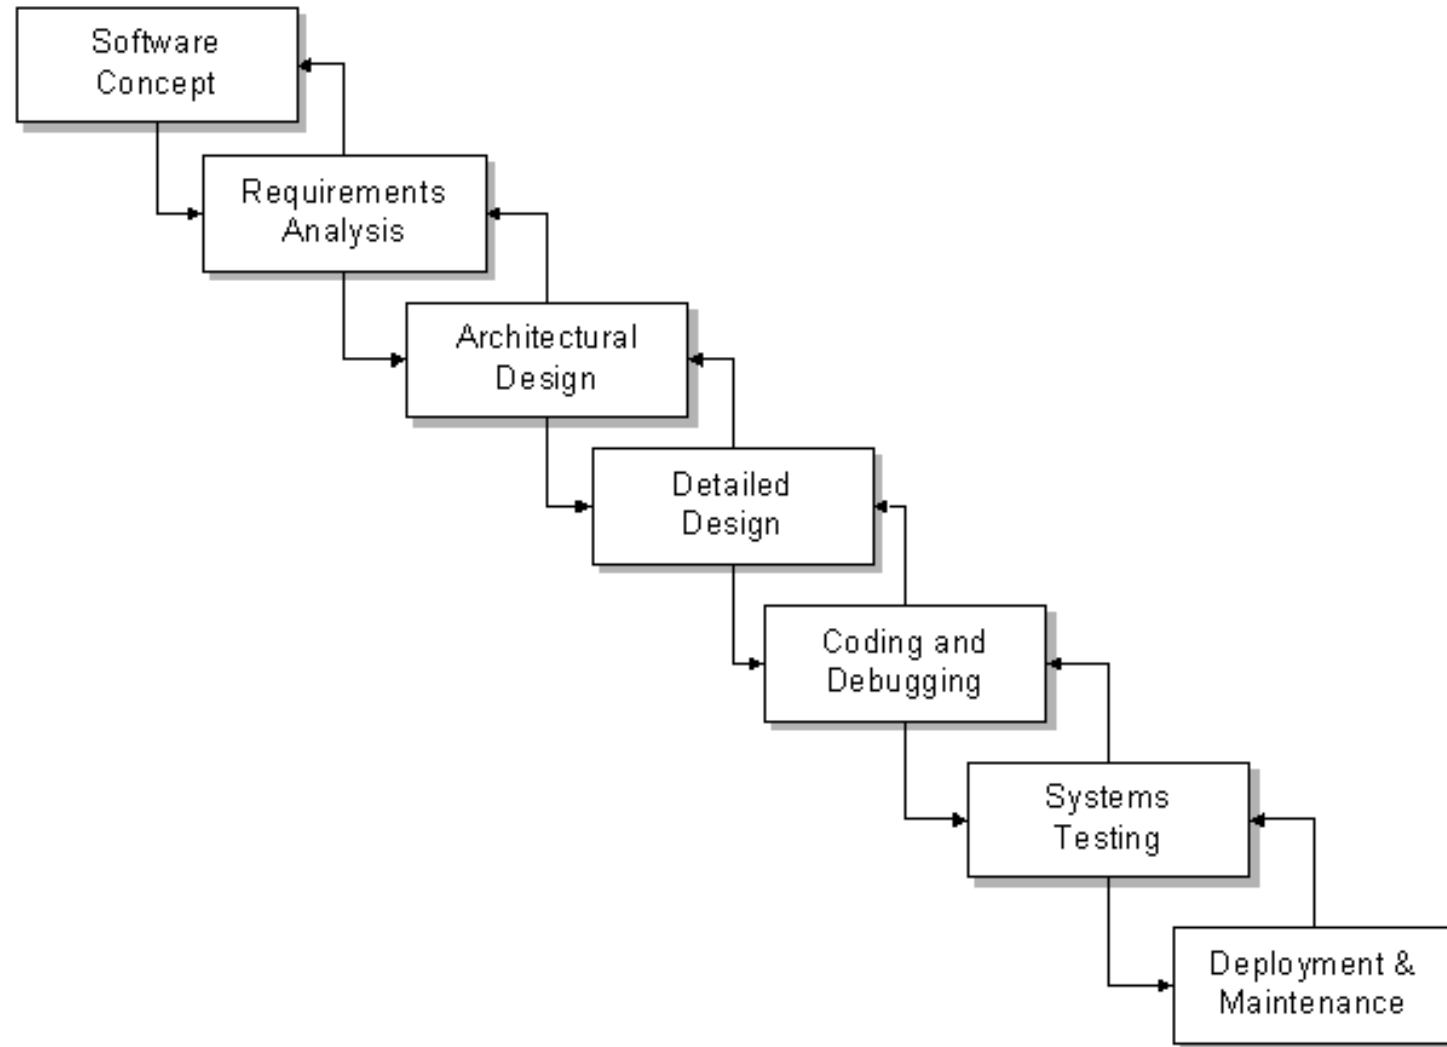 Software
Concept
Requirements
Analysis
Architectural
Design
Detailed
Design
Coding and
Debugging
Systems
Testing
Deployment &
Maintenance